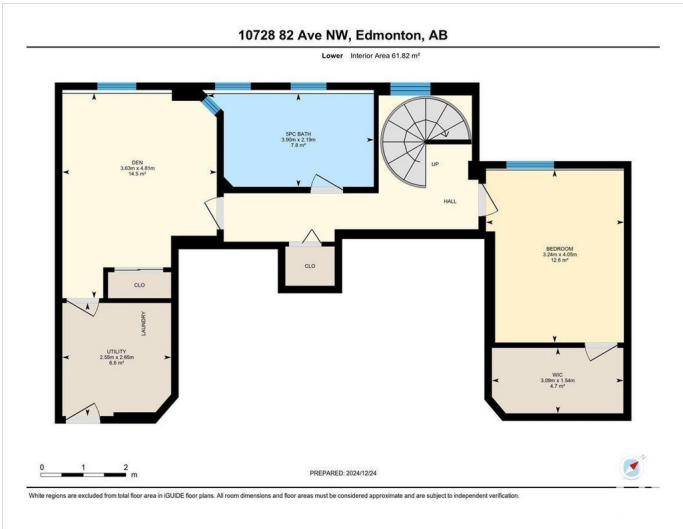 10728 82 Ave NW, Edmonton, AB
Lower Interior Area 61.82 m²
DEN
3.63m x 4.81m
14.5 m²
5PC BATH
3.90m x 2.19m
7.8 m²
UP
HALL
BEDROOM
3.24m x 4.05m
12.6 m²
CLO
CLO
LAUNDRY
UTILITY
2.55m x 2.65m
6.6 m²
WIC
3.09m x 1.54m
4.7 m²
0 1 2
m
PREPARED: 2024/12/24
White regions are excluded from total floor area in iGUIDE floor plans. All room dimensions and floor areas must be considered approximate and are subject to independent verification.